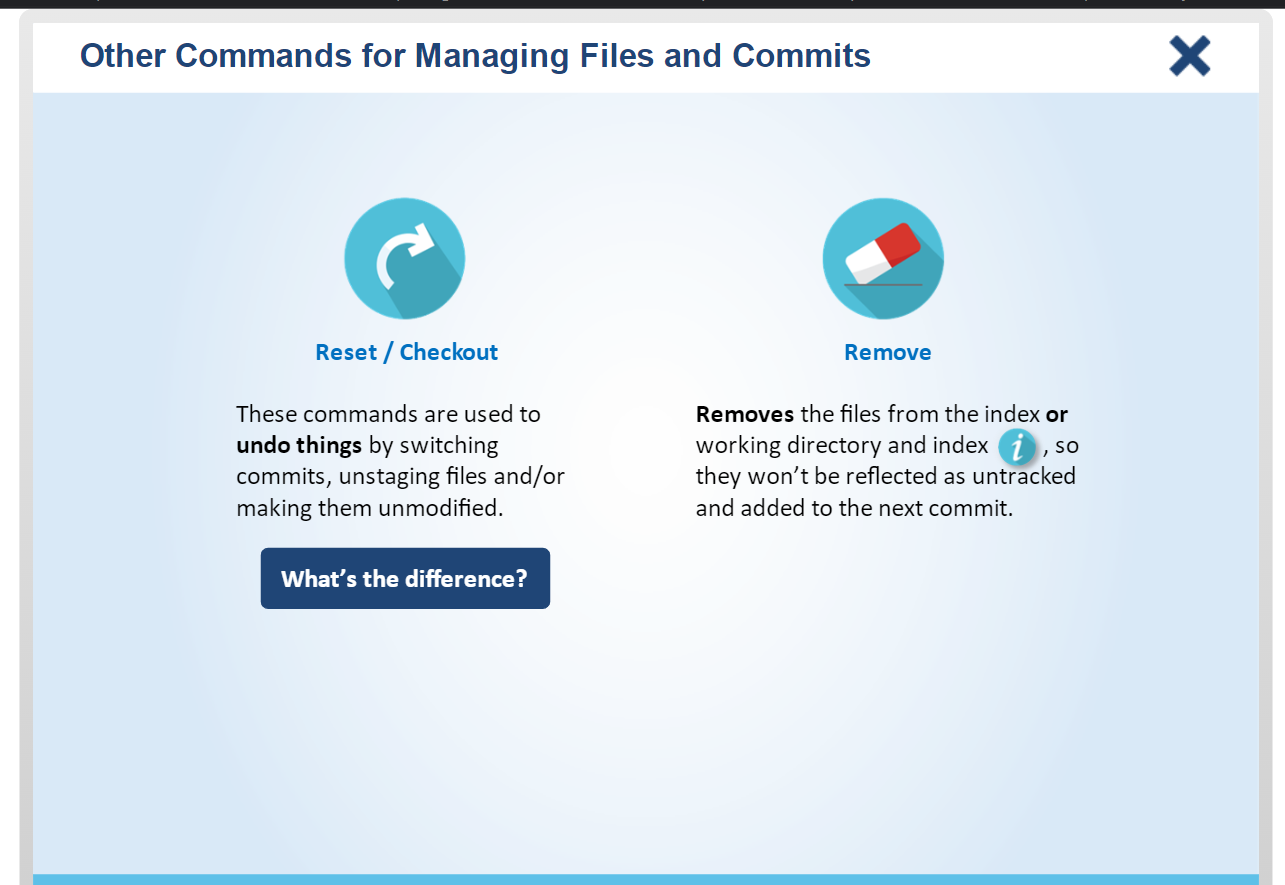 Other Commands for Managing Files and Commits
Reset / Checkout
These commands are used to
undo things by switching
commits, unstaging files and/or
making them unmodified.
What's the difference?
Remove
Removes the files from the index or
working directory and index i , so
they won't be reflected as untracked
and added to the next commit.